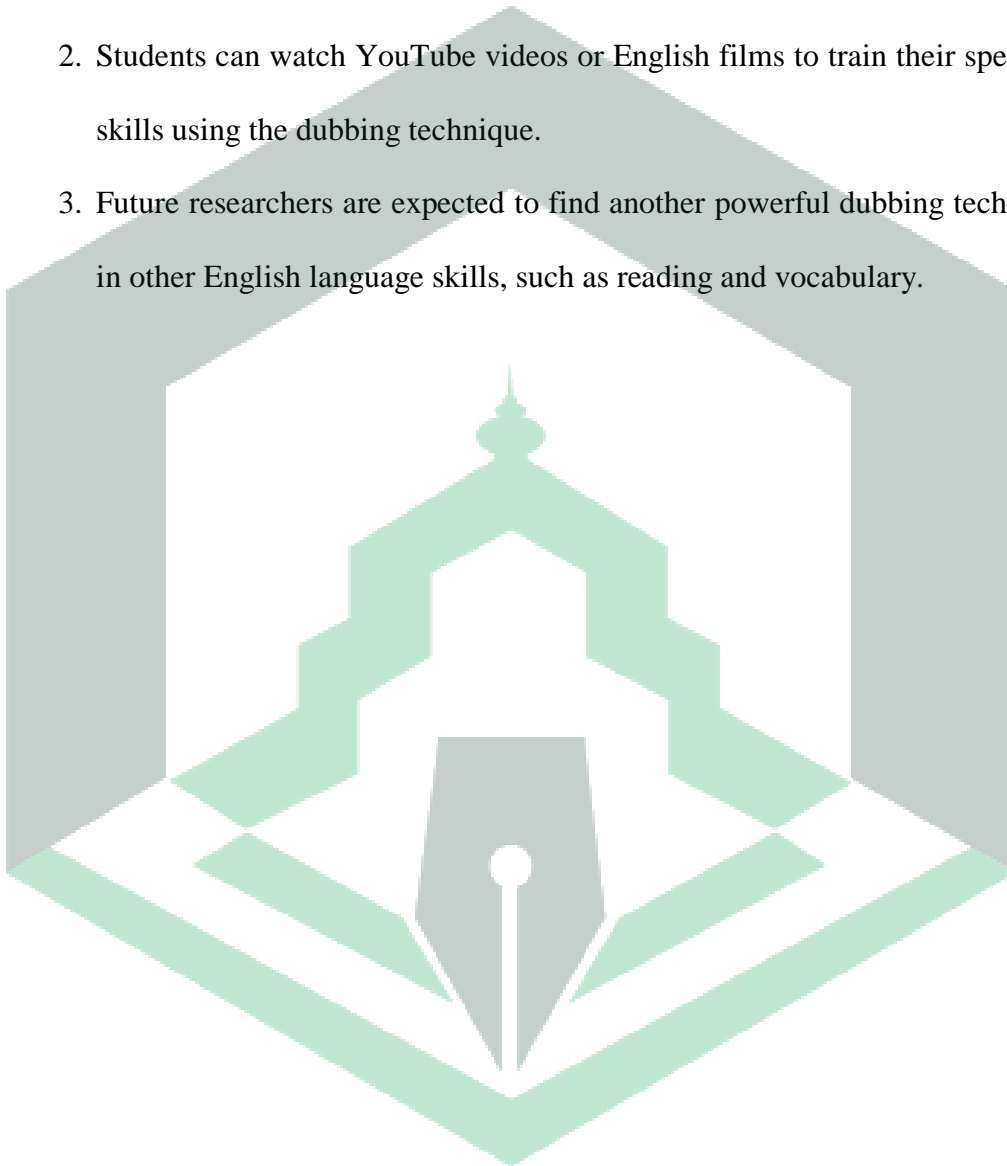 2. Students can watch YouTube videos or English films to train their spe
skills using the dubbing technique.
3. Future researchers are expected to find another powerful dubbing tech
in other English language skills, such as reading and vocabulary.